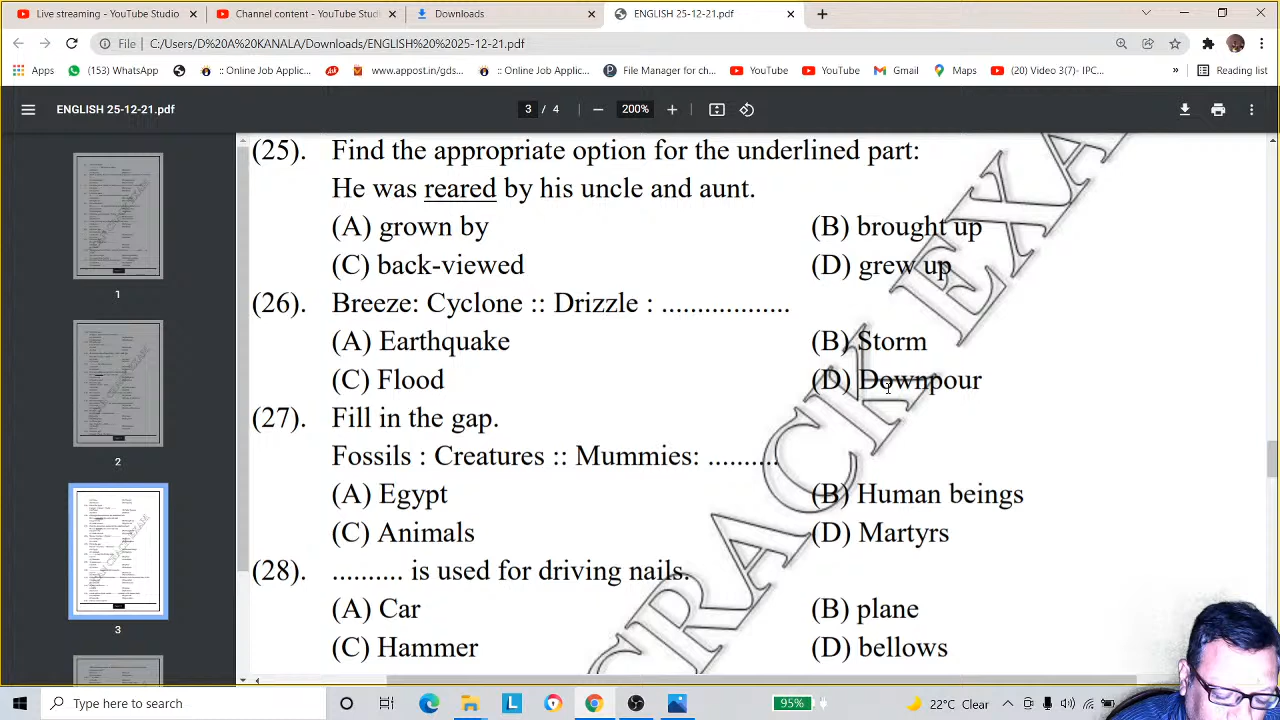 Live streaming - YouTube Studio
Channel content - YouTube Studio
Downloads
ENGLISH 25-12-21.pdf
File
C:/Users/D%20A%20KANALA/Downloads/ENGLISH%20%2025-12-21.pdf
Apps
(153) WhatsApp
:: Online Job Applic...
www.appost.in/gd...
:: Online Job Applic...
File Manager for ch...
YouTube
YouTube
Gmail
Maps
(20) Video 3(7)- IPC...
»
Reading list
ENGLISH 25-12-21.pdf
3 / 4
200%
1
2
3
(25). Find the appropriate option for the underlined part:
He was reared by his uncle and aunt.
(A) grown by (B) brought up
(C) back-viewed (D) grew up
(26). Breeze: Cyclone :: Drizzle : ..................
(A) Earthquake (B) Storm
(C) Flood (D) Downpour
(27). Fill in the gap.
Fossils : Creatures :: Mummies: ..........
(A) Egypt (B) Human beings
(C) Animals (D) Martyrs
(28). .......... is used for driving nails.
(A) Car (B) plane
(C) Hammer (D) bellows
CRACK EXA
Type here to search
95%
22°C Clear